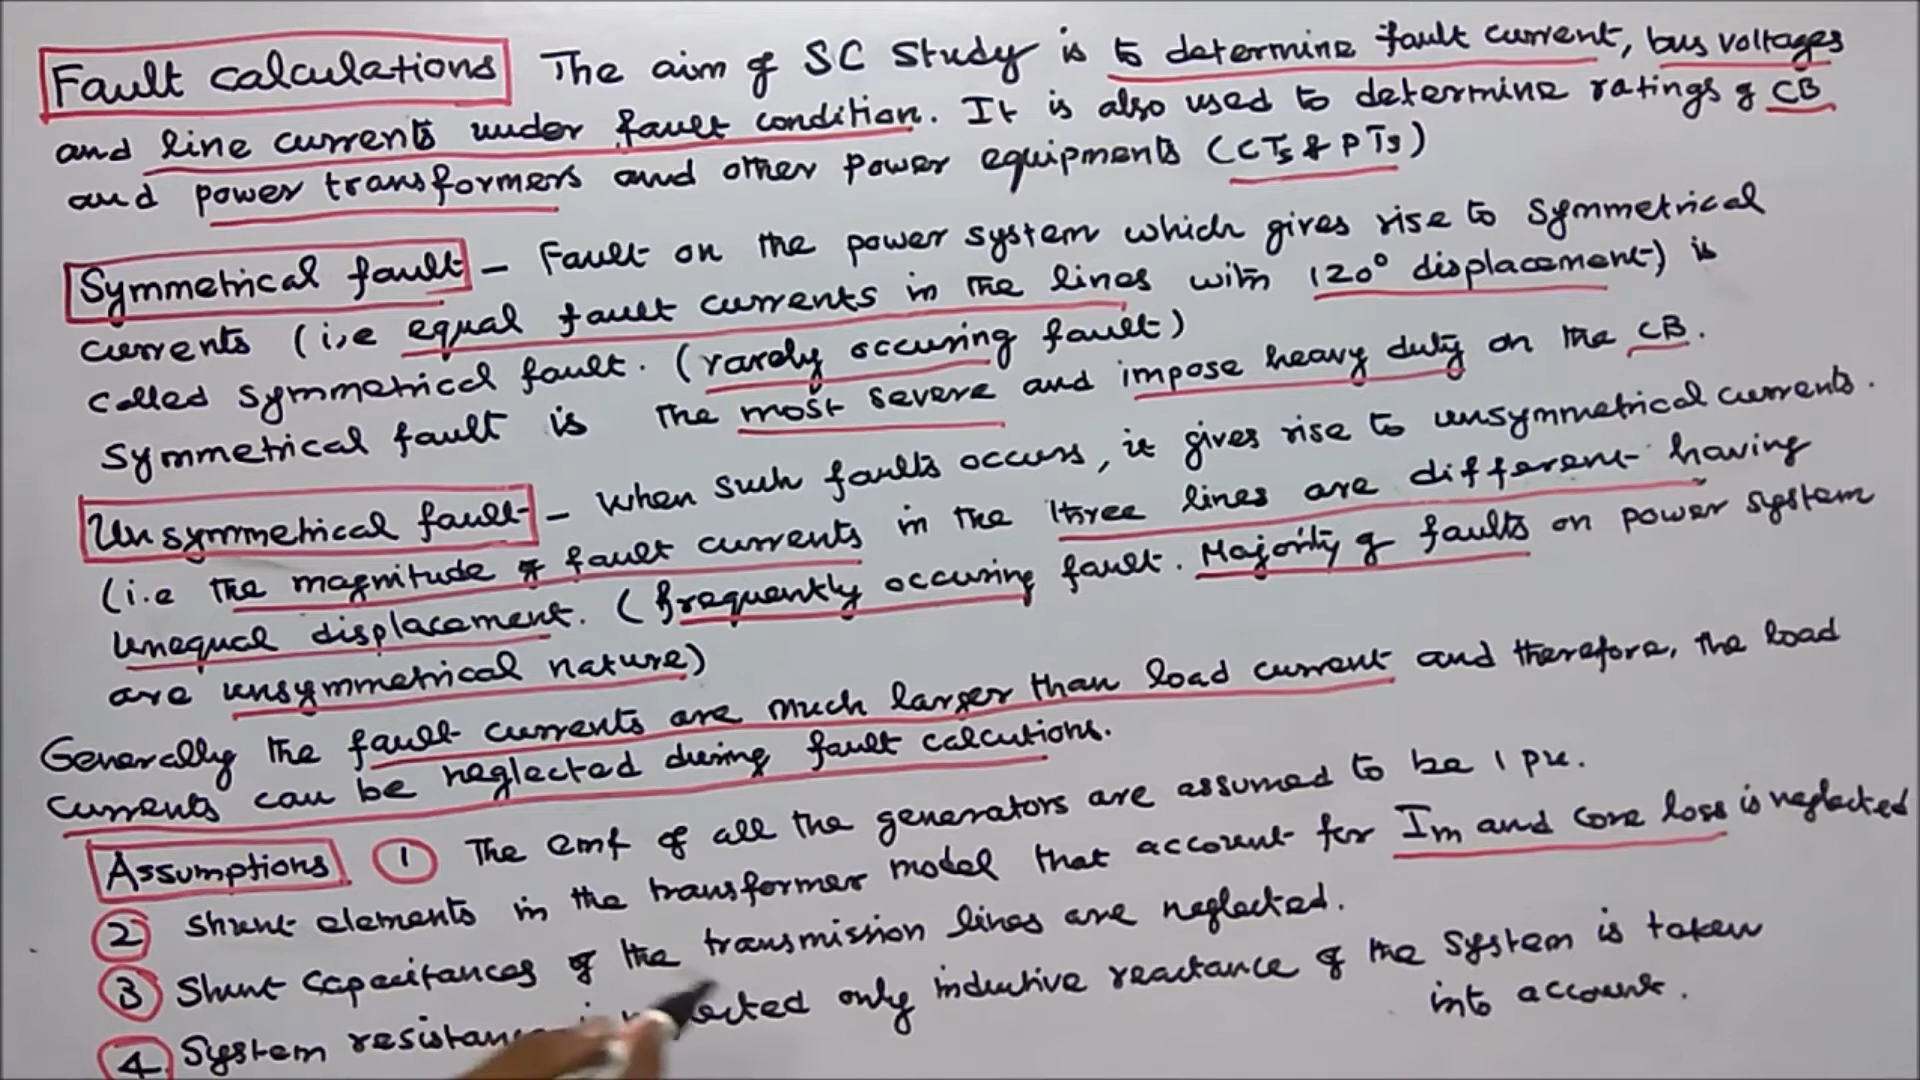 Fault calculations The aim of SC Study is to determine fault current, bus voltages
and line currents under fault condition. It is also used to determine ratings of CB
and power transformers and other power equipments (CTs & PTs)
Symmetrical fault – Fault on the power system which gives rise to symmetrical
currents (i,e equal fault currents in the lines with 120° displacement) is
called symmetrical fault. (rarely occuring fault)
Symmetrical fault is the most severe and impose heavy duty on the CB.
Unsymmetrical fault – When such faults occurs, it gives rise to unsymmetrical currents.
(i.e the magnitude of fault currents in the three lines are different having
unequal displacement. (frequently occuring fault. Majority of faults on power system
are unsymmetrical nature)
Generally the fault currents are much larger than load current and therefore, the load
currents can be neglected during fault calcutions.
Assumptions 1 The emf of all the generators are assumed to be 1 pu.
2 Shunt elements in the transformer model that account for Im and core loss is neglected
3 Shunt capacitances of the transmission lines are neglected.
4 System only inductive reactance of the system is taken
into account.